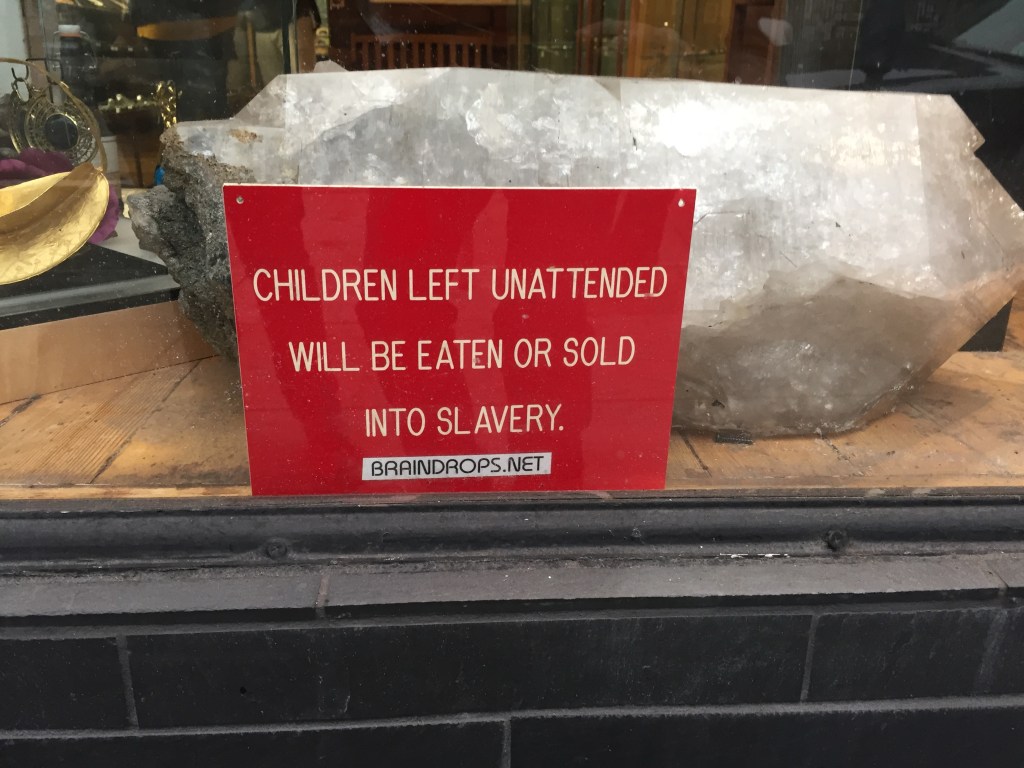 CHILDREN LEFT UNATTENDED
WILL BE EATEN OR SOLD
INTO SLAVERY.
BRAINDROPS.NET